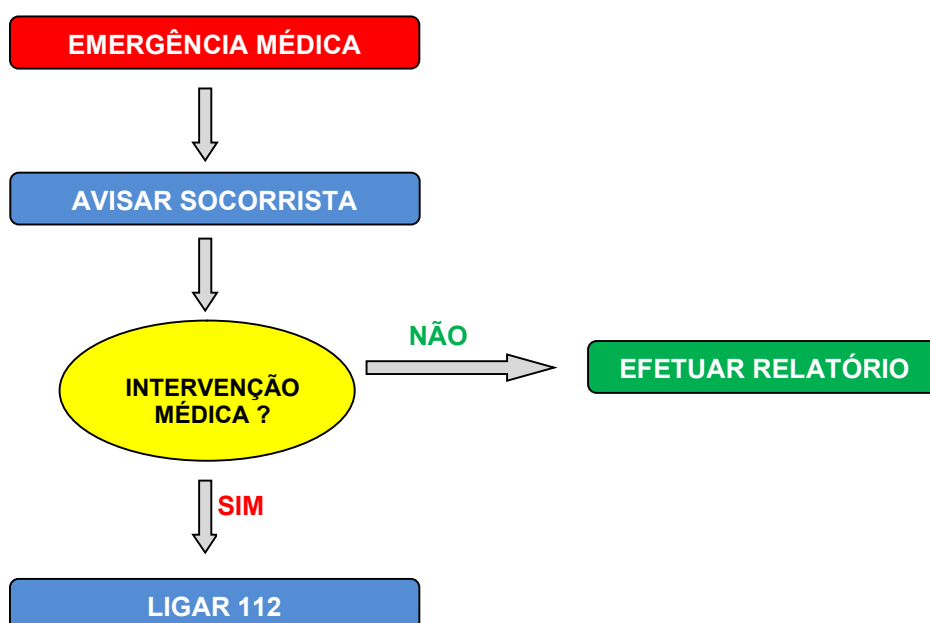 EMERGÊNCIA MÉDICA
AVISAR SOCORRISTA
INTERVENÇÃO
MÉDICA ?
NÃO
EFETUAR RELATÓRIO
SIM
LIGAR 112